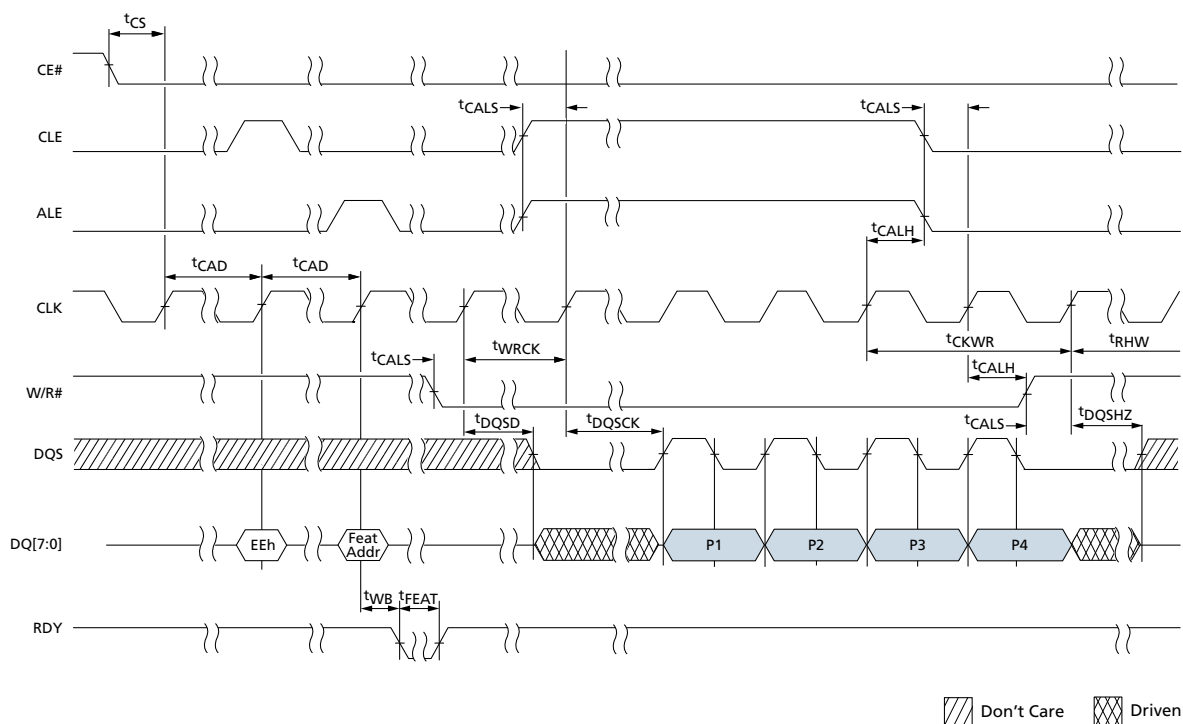 tCS
CE#
tCALS
tCALS
CLE
ALE
tCALH
tCAD
tCAD
CLK
tWRCK
tCKWR
tRHW
tCALS
tCALH
W/R#
tDQSD
tDQSCK
tCALS
tDQSHZ
DQS
DQ[7:0]
EEh
Feat
Addr
P1
P2
P3
P4
tWB
tFEAT
RDY
Don't Care
Driven